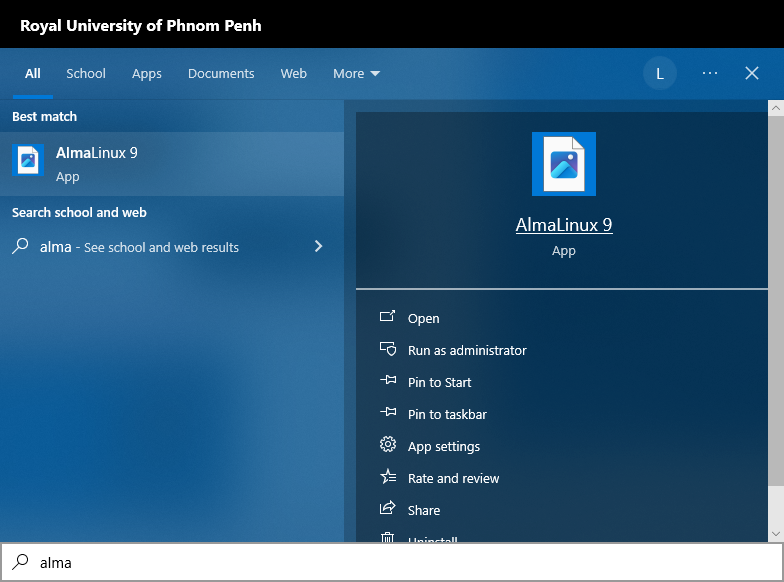 Royal University of Phnom Penh
All School Apps Documents Web More L ...
Best match
AlmaLinux 9
App
Search school and web
alma - See school and web results
AlmaLinux 9
App
Open
Run as administrator
Pin to Start
Pin to taskbar
App settings
Rate and review
Share
Uninstall
alma